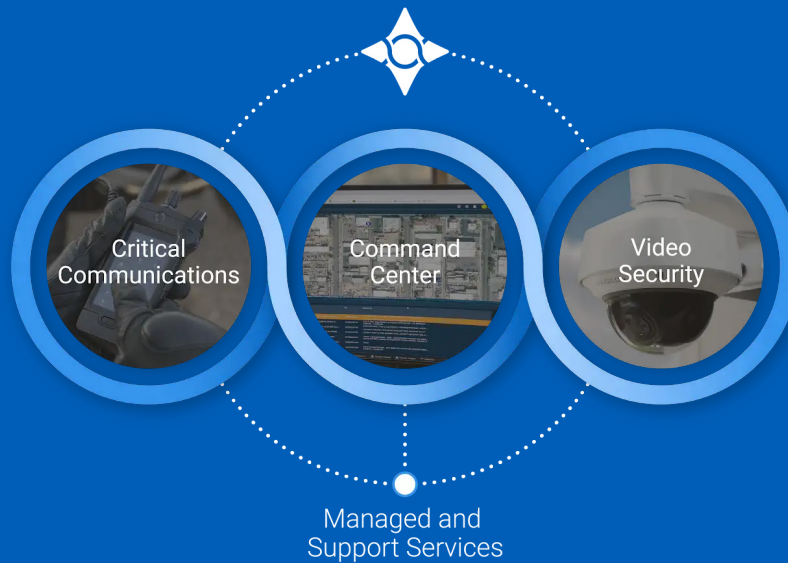 Critical
Communications
Command
Center
Video
Security
Managed and
Support Services